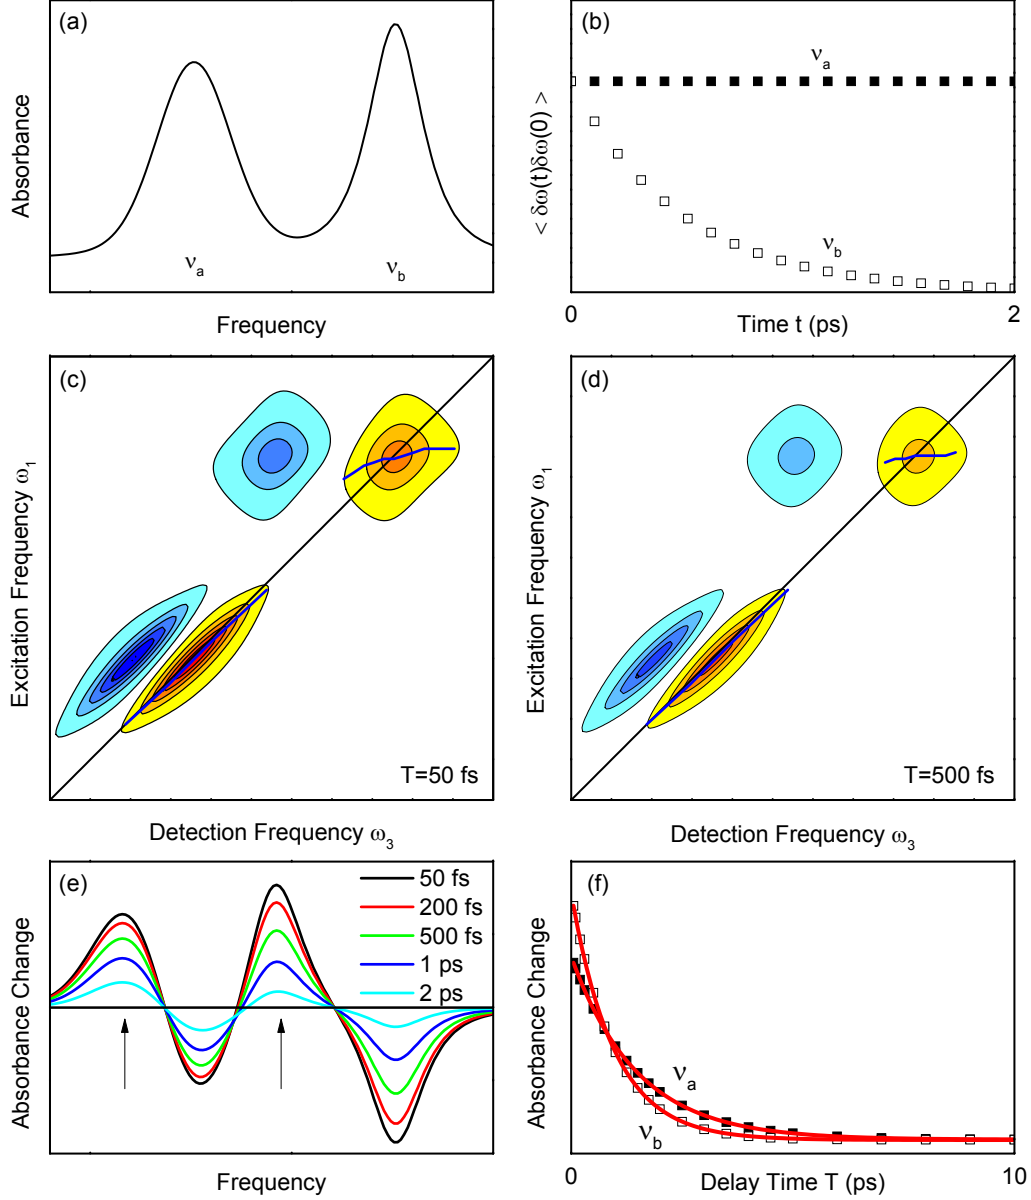 (a)
Absorbance
νa
νb
Frequency
(b)
< δω(t)δω(0) >
νa
νb
0
2
Time t (ps)
(c)
Excitation Frequency ω1
T=50 fs
Detection Frequency ω3
(d)
Excitation Frequency ω1
T=500 fs
Detection Frequency ω3
(e)
Absorbance Change
50 fs
200 fs
500 fs
1 ps
2 ps
Frequency
(f)
Absorbance Change
νa
νb
0
10
Delay Time T (ps)